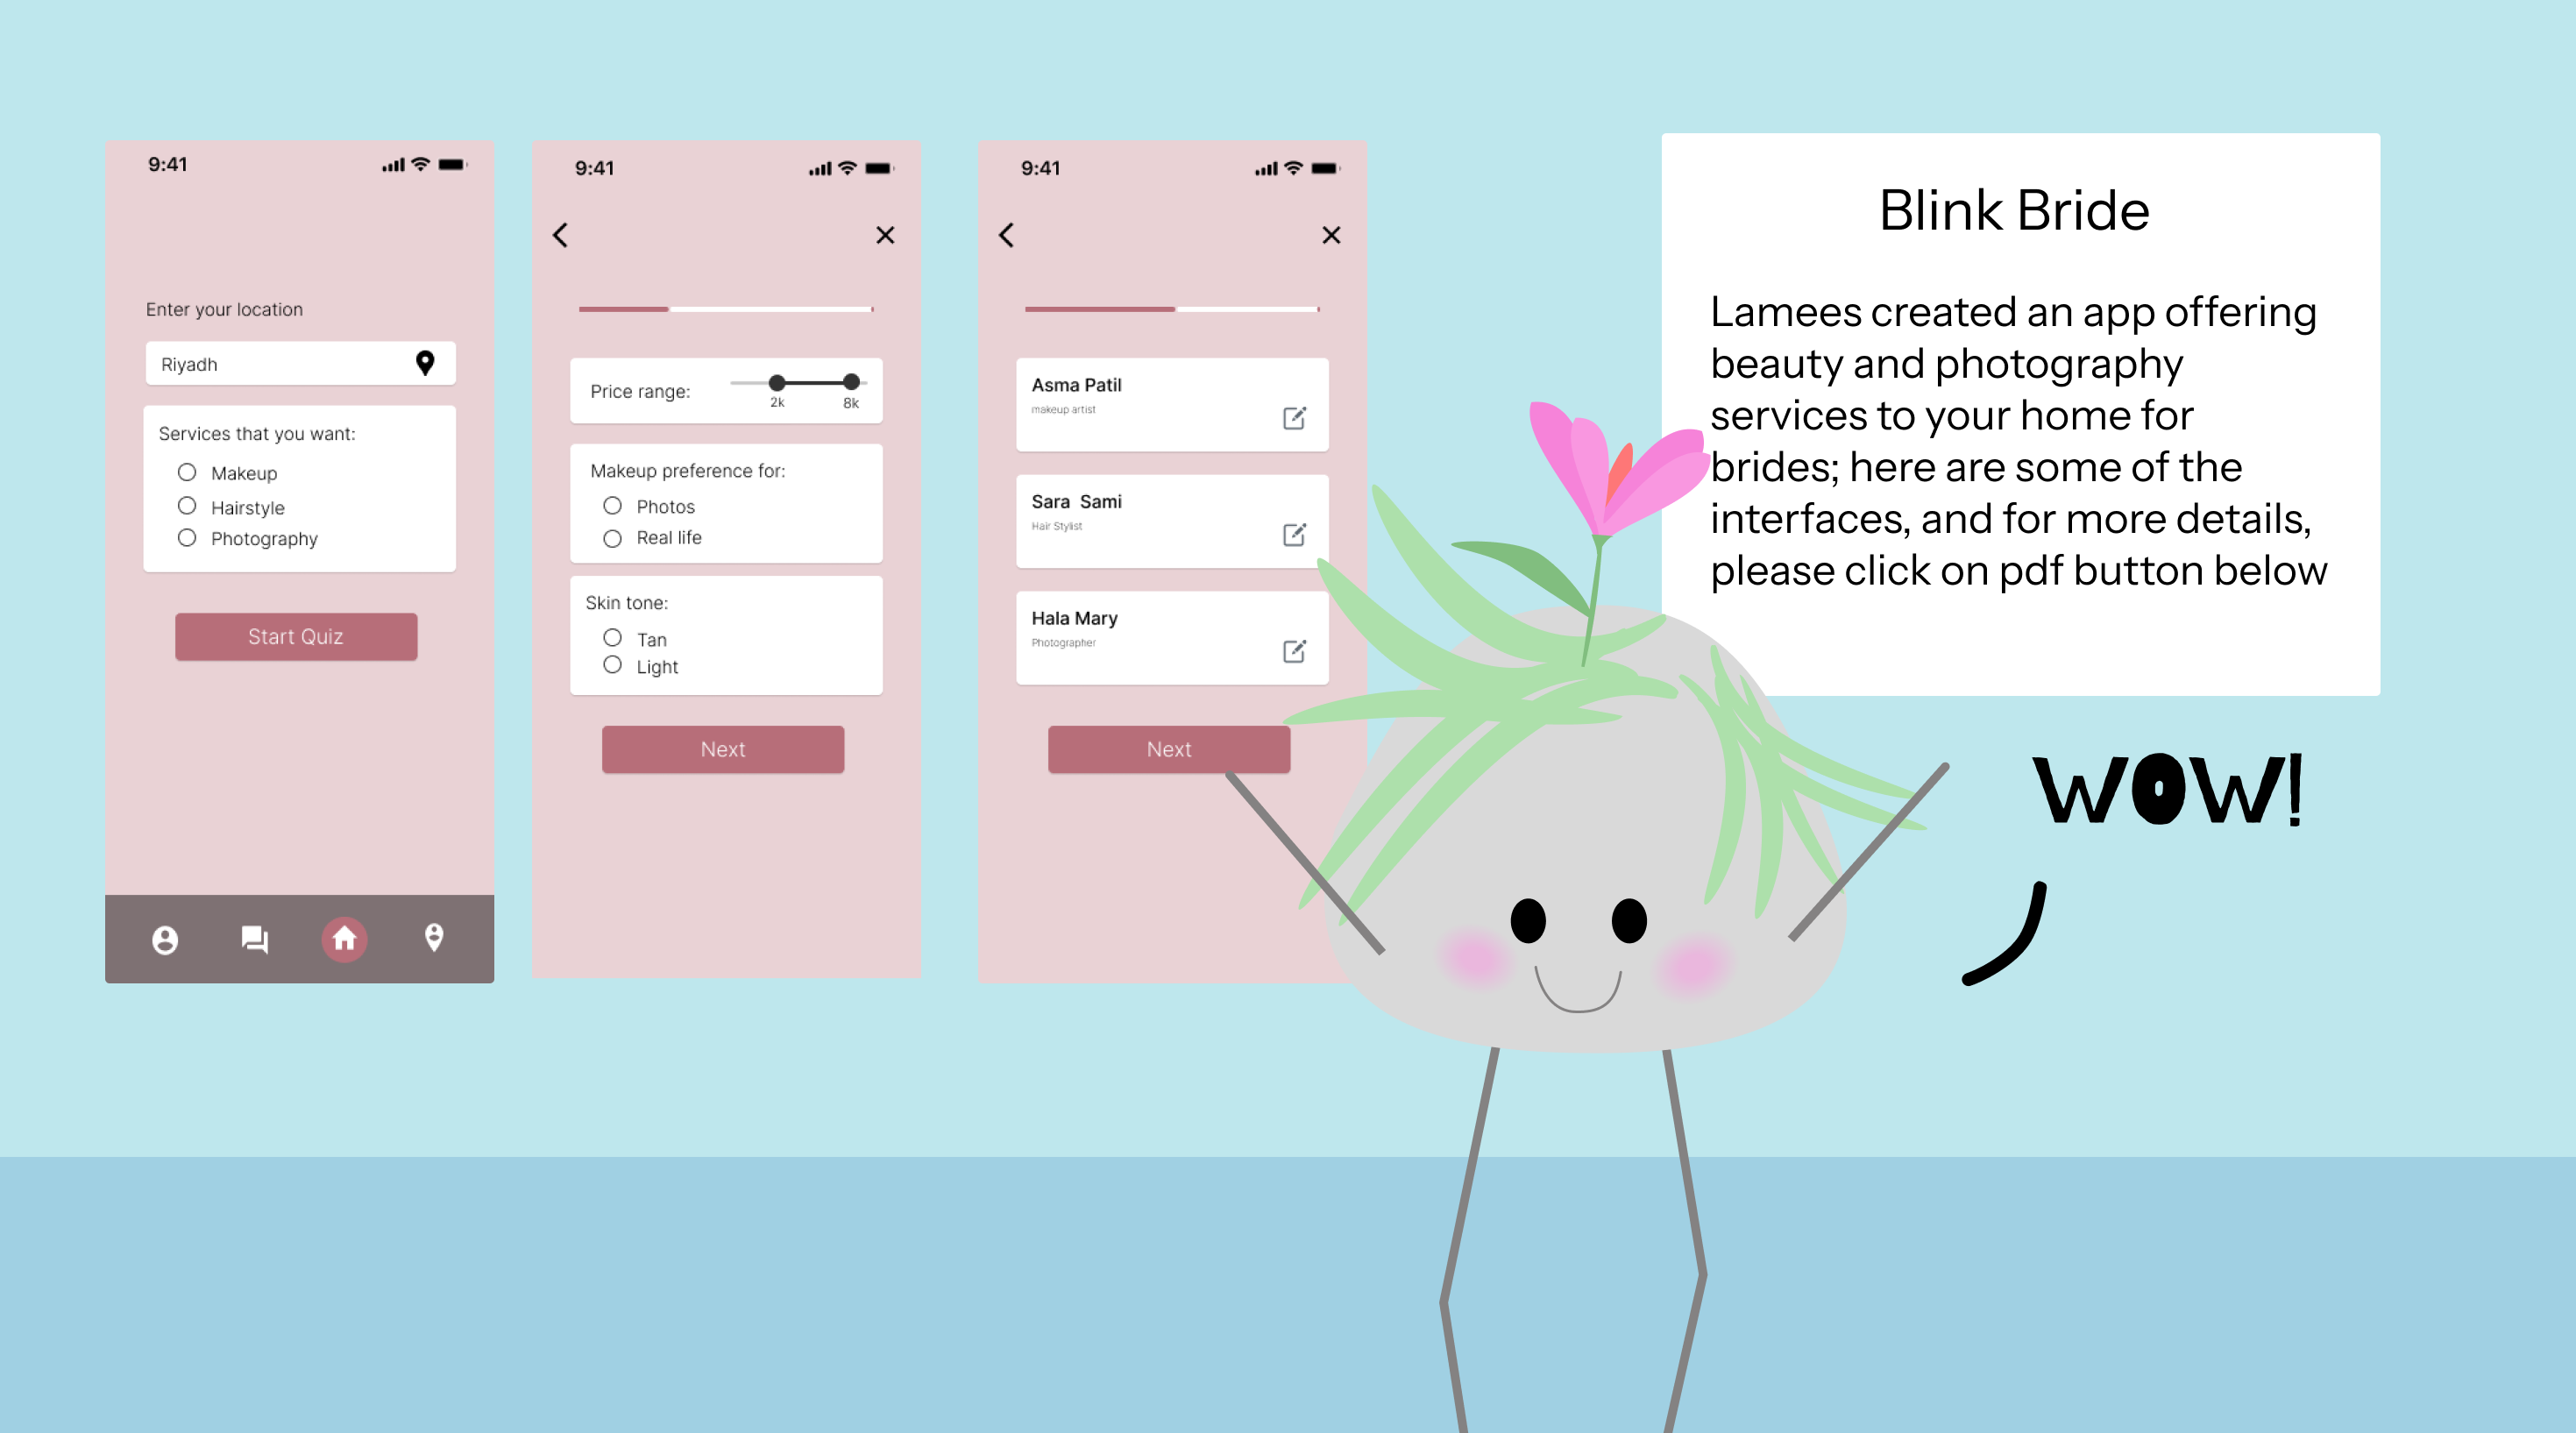 9:41
Enter your location
Riyadh
Services that you want:
Makeup
Hairstyle
Photography
Start Quiz
9:41
Price range:
2k
8k
Makeup preference for:
Photos
Real life
Skin tone:
Tan
Light
Next
9:41
Asma Patil
makeup artist
Sara Sami
Hair Stylist
Hala Mary
Photographer
Next
Blink Bride
Lamees created an app offering
beauty and photography
services to your home for
brides; here are some of the
interfaces, and for more details,
please click on pdf button below
WOW!